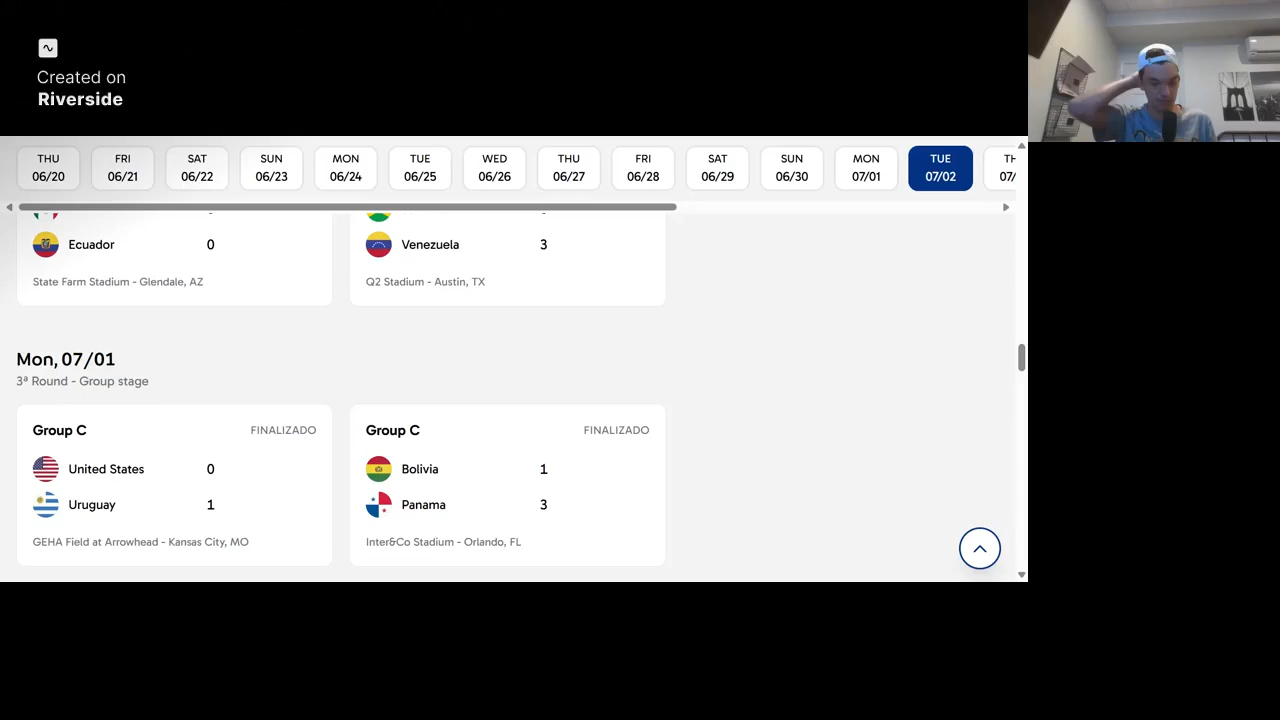 Created on
Riverside
THU FRI SAT SUN MON TUE WED THU FRI SAT SUN MON TUE TH
06/20 06/21 06/22 06/23 06/24 06/25 06/26 06/27 06/28 06/29 06/30 07/01 07/02 07/
Ecuador 0 Venezuela 3
State Farm Stadium - Glendale, AZ Q2 Stadium - Austin, TX
Mon, 07/01
3ª Round - Group stage
Group C FINALIZADO Group C FINALIZADO
United States 0 Bolivia 1
Uruguay 1 Panama 3
GEHA Field at Arrowhead - Kansas City, MO Inter&Co Stadium - Orlando, FL